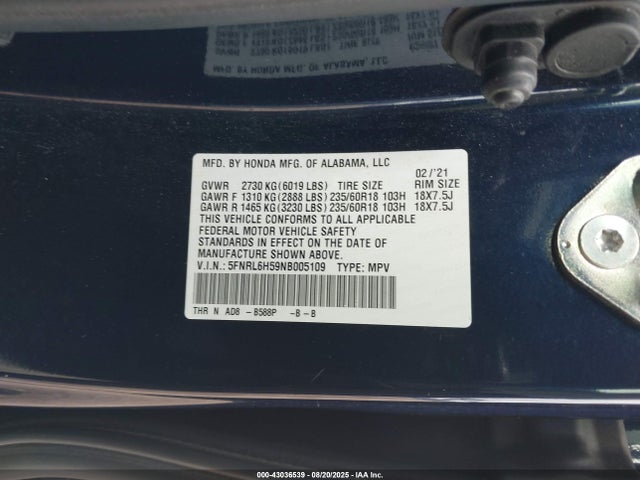 MFD. BY HONDA MFG. OF ALABAMA, LLC
GVWR 2730 KG(6019 LBS) TIRE SIZE 02/'21 RIM SIZE
GAWR F 1310 KG(2888 LBS)235/60R18 103H 18X7.5J
GAWR R 1465 KG(3230 LBS)235/60R18 103H 18X7.5J
THIS VEHICLE CONFORMS TO ALL APPLICABLE
FEDERAL MOTOR VEHICLE SAFETY
STANDARDS IN EFFECT ON THE DATE OF
MANUFACTURE SHOWN ABOVE.
V.I.N.: 5FNRL6H59NB005109 TYPE: MPV
THR N AD8 -B588P -B-B
000-43036539 - 08/20/2025 - IAA Inc.